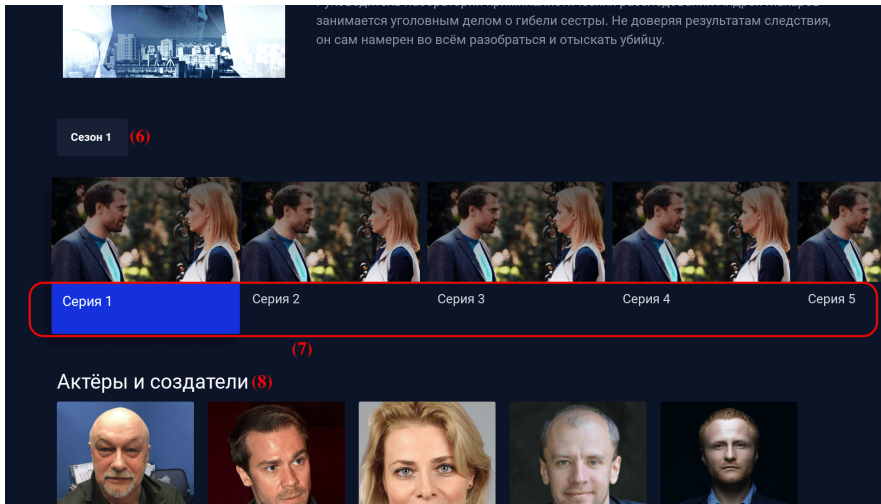 занимается уголовным делом о гибели сестры. Не доверяя результатам следствия,
он сам намерен во всём разобраться и отыскать убийцу.
Сезон 1 (6)
Серия 1
Серия 2
Серия 3
Серия 4
Серия 5
(7)
Актёры и создатели (8)